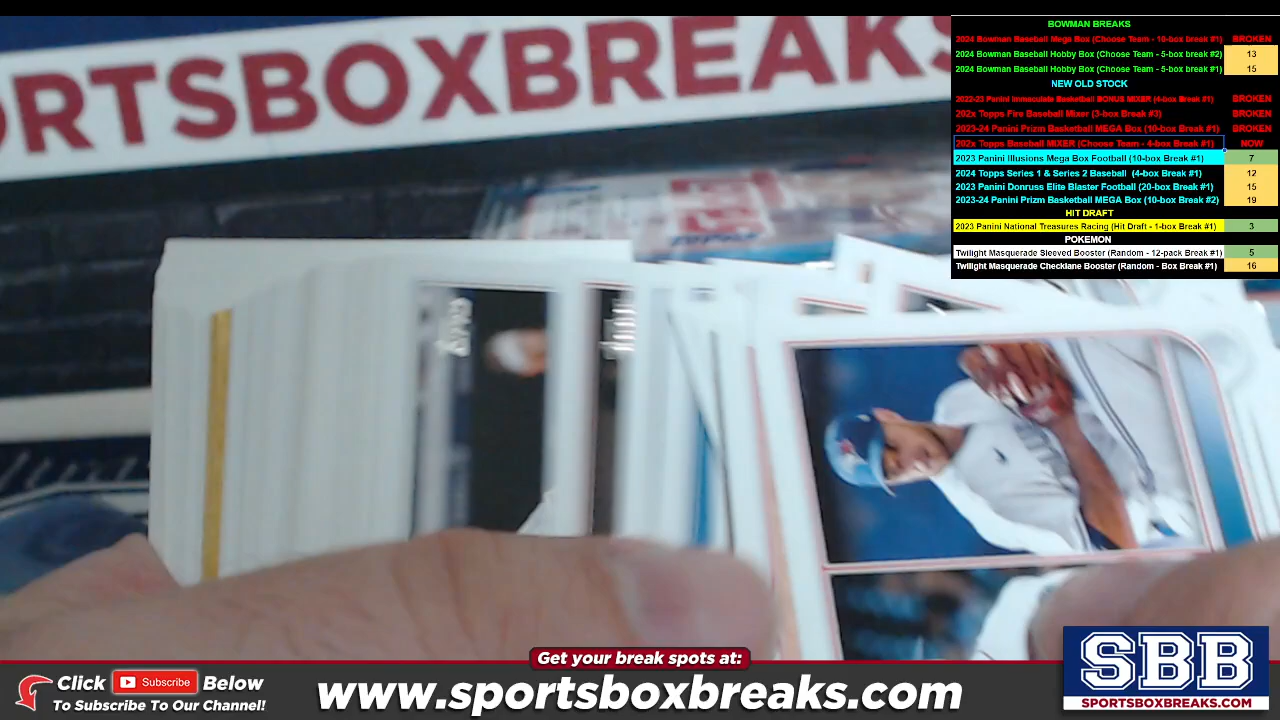 SPORTSBOXBREAKS
BOWMAN BREAKS
2024 Bowman Baseball Mega Box (Choose Team - 10-box break #1) BROKEN
2024 Bowman Baseball Hobby Box (Choose Team - 5-box break #2) 13
2024 Bowman Baseball Hobby Box (Choose Team - 5-box break #1) 15
NEW OLD STOCK
2022-23 Panini Immaculate Basketball BONUS MIXER (4-box Break #1) BROKEN
202x Topps Fire Baseball Mixer (3-box Break #3) BROKEN
2023-24 Panini Prizm Basketball MEGA Box (10-box Break #1) BROKEN
202x Topps Baseball MIXER (Choose Team - 4-box Break #1) NOW
2023 Panini Illusions Mega Box Football (10-box Break #1) 7
2024 Topps Series 1 & Series 2 Baseball (4-box Break #1) 12
2023 Panini Donruss Elite Blaster Football (20-box Break #1) 15
2023-24 Panini Prizm Basketball MEGA Box (10-box Break #2) 19
HIT DRAFT
2023 Panini National Treasures Racing (Hit Draft - 1-box Break #1) 3
POKEMON
Twilight Masquerade Sleeved Booster (Random - 12-pack Break #1) 5
Twilight Masquerade Checklane Booster (Random - Box Break #1) 16
Get your break spots at:
Click Subscribe Below
To Subscribe To Our Channel!
www.sportsboxbreaks.com
SBB
SPORTSBOXBREAKS.COM